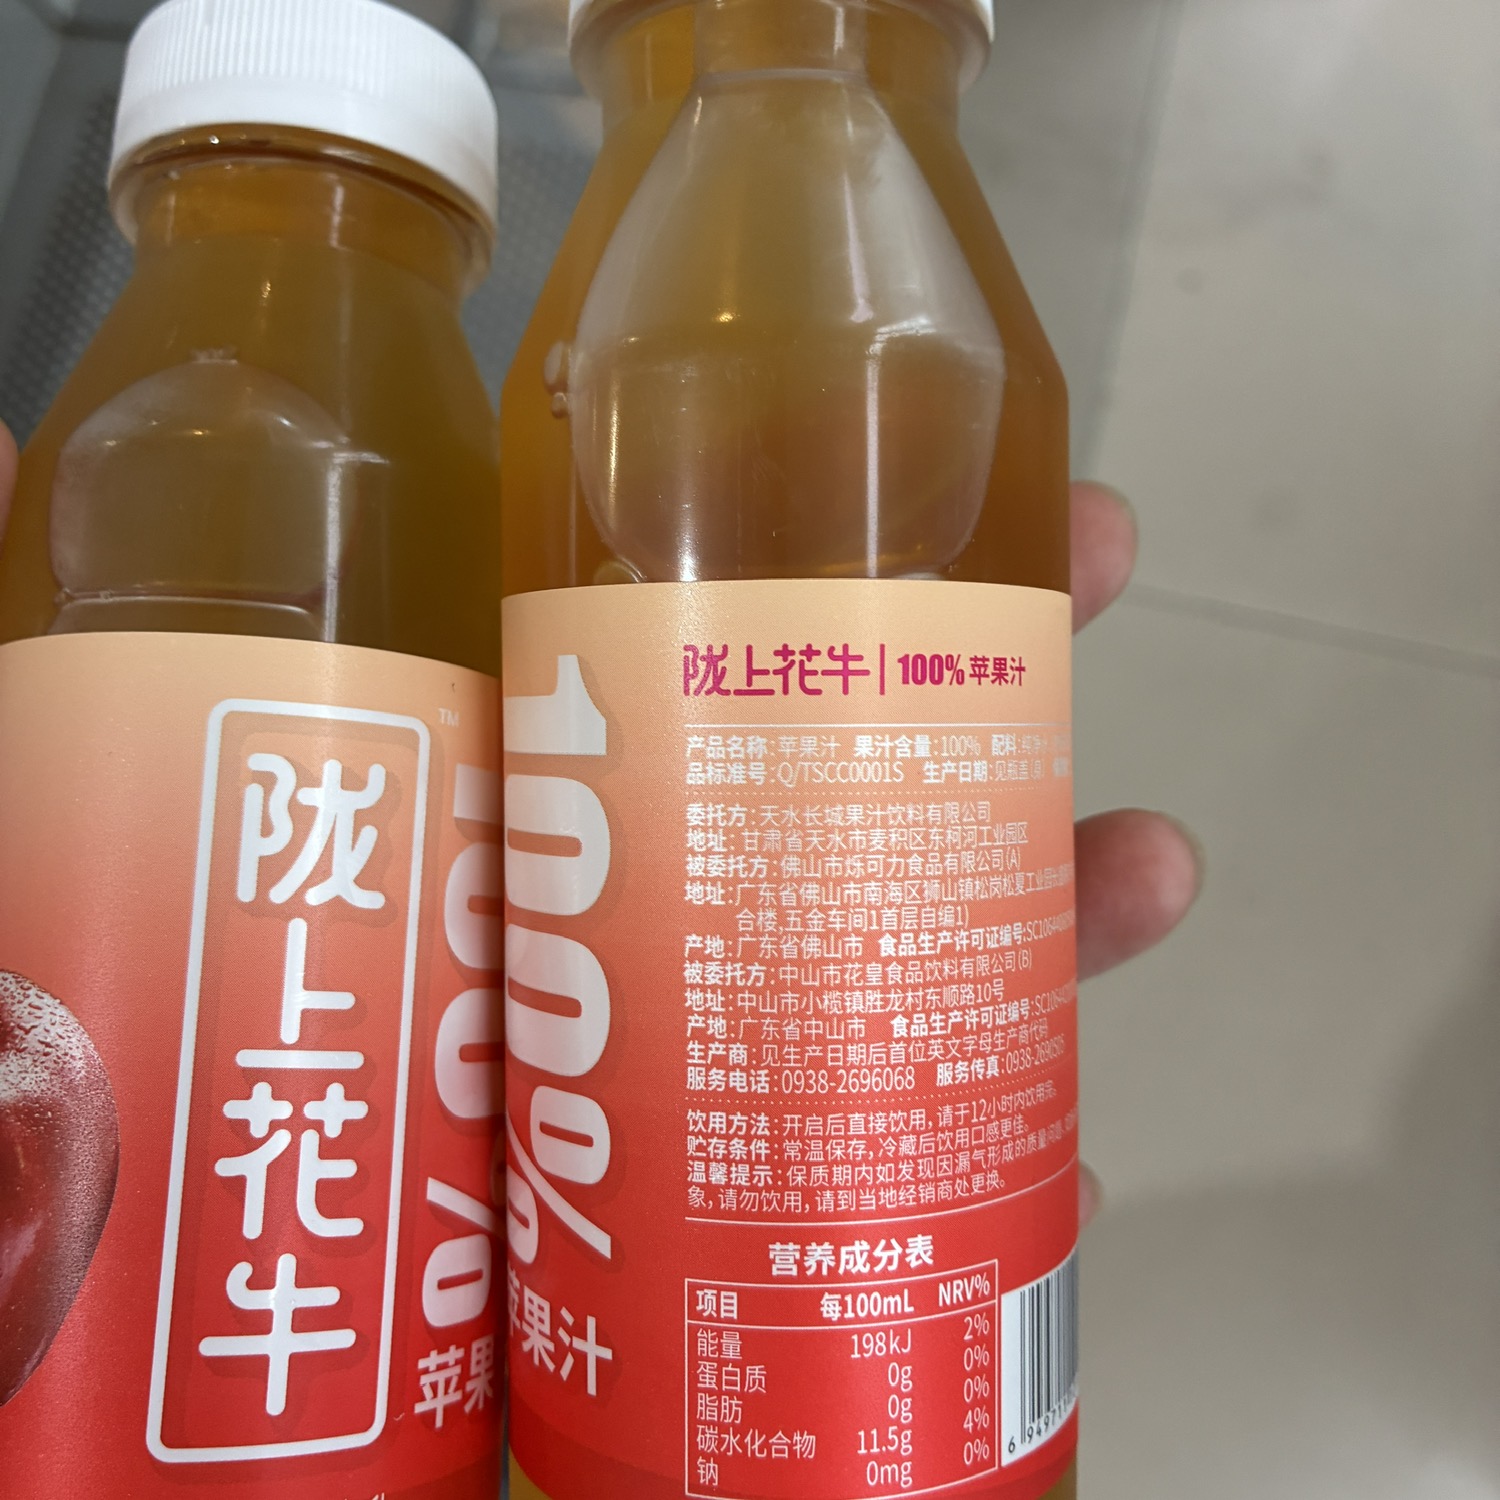 陇上花牛
TM
100%
苹果
100%
苹果汁
陇上花牛 | 100%苹果汁
产品名称:苹果汁 果汁含量:100% 配料:
品标准号:Q/TSCC0001S 生产日期:见瓶盖(身)
委托方:天水长城果汁饮料有限公司
地址:甘肃省天水市麦积区东柯河工业园区
被委托方:佛山市烁可力食品有限公司(A)
地址:广东省佛山市南海区狮山镇松岗松夏工业园
合楼,五金车间1首层自编1)
产地:广东省佛山市 食品生产许可证编号:SC106
被委托方:中山市花皇食品饮料有限公司(B)
地址:中山市小榄镇胜龙村东顺路10号
产地:广东省中山市 食品生产许可证编号:SC106
生产商:见生产日期后首位英文字母生产商代码
服务电话:0938-2696068 服务传真:0938-2690505
饮用方法:开启后直接饮用,请于12小时内饮用完。
贮存条件:常温保存,冷藏后饮用口感更佳。
温馨提示:保质期内如发现因漏气形成的质量问题
象,请勿饮用,请到当地经销商处更换。
营养成分表
项目 每100mL NRV%
能量 198kJ 2%
蛋白质 0g 0%
脂肪 0g 0%
碳水化合物 11.5g 4%
钠 0mg 0%
6 949711